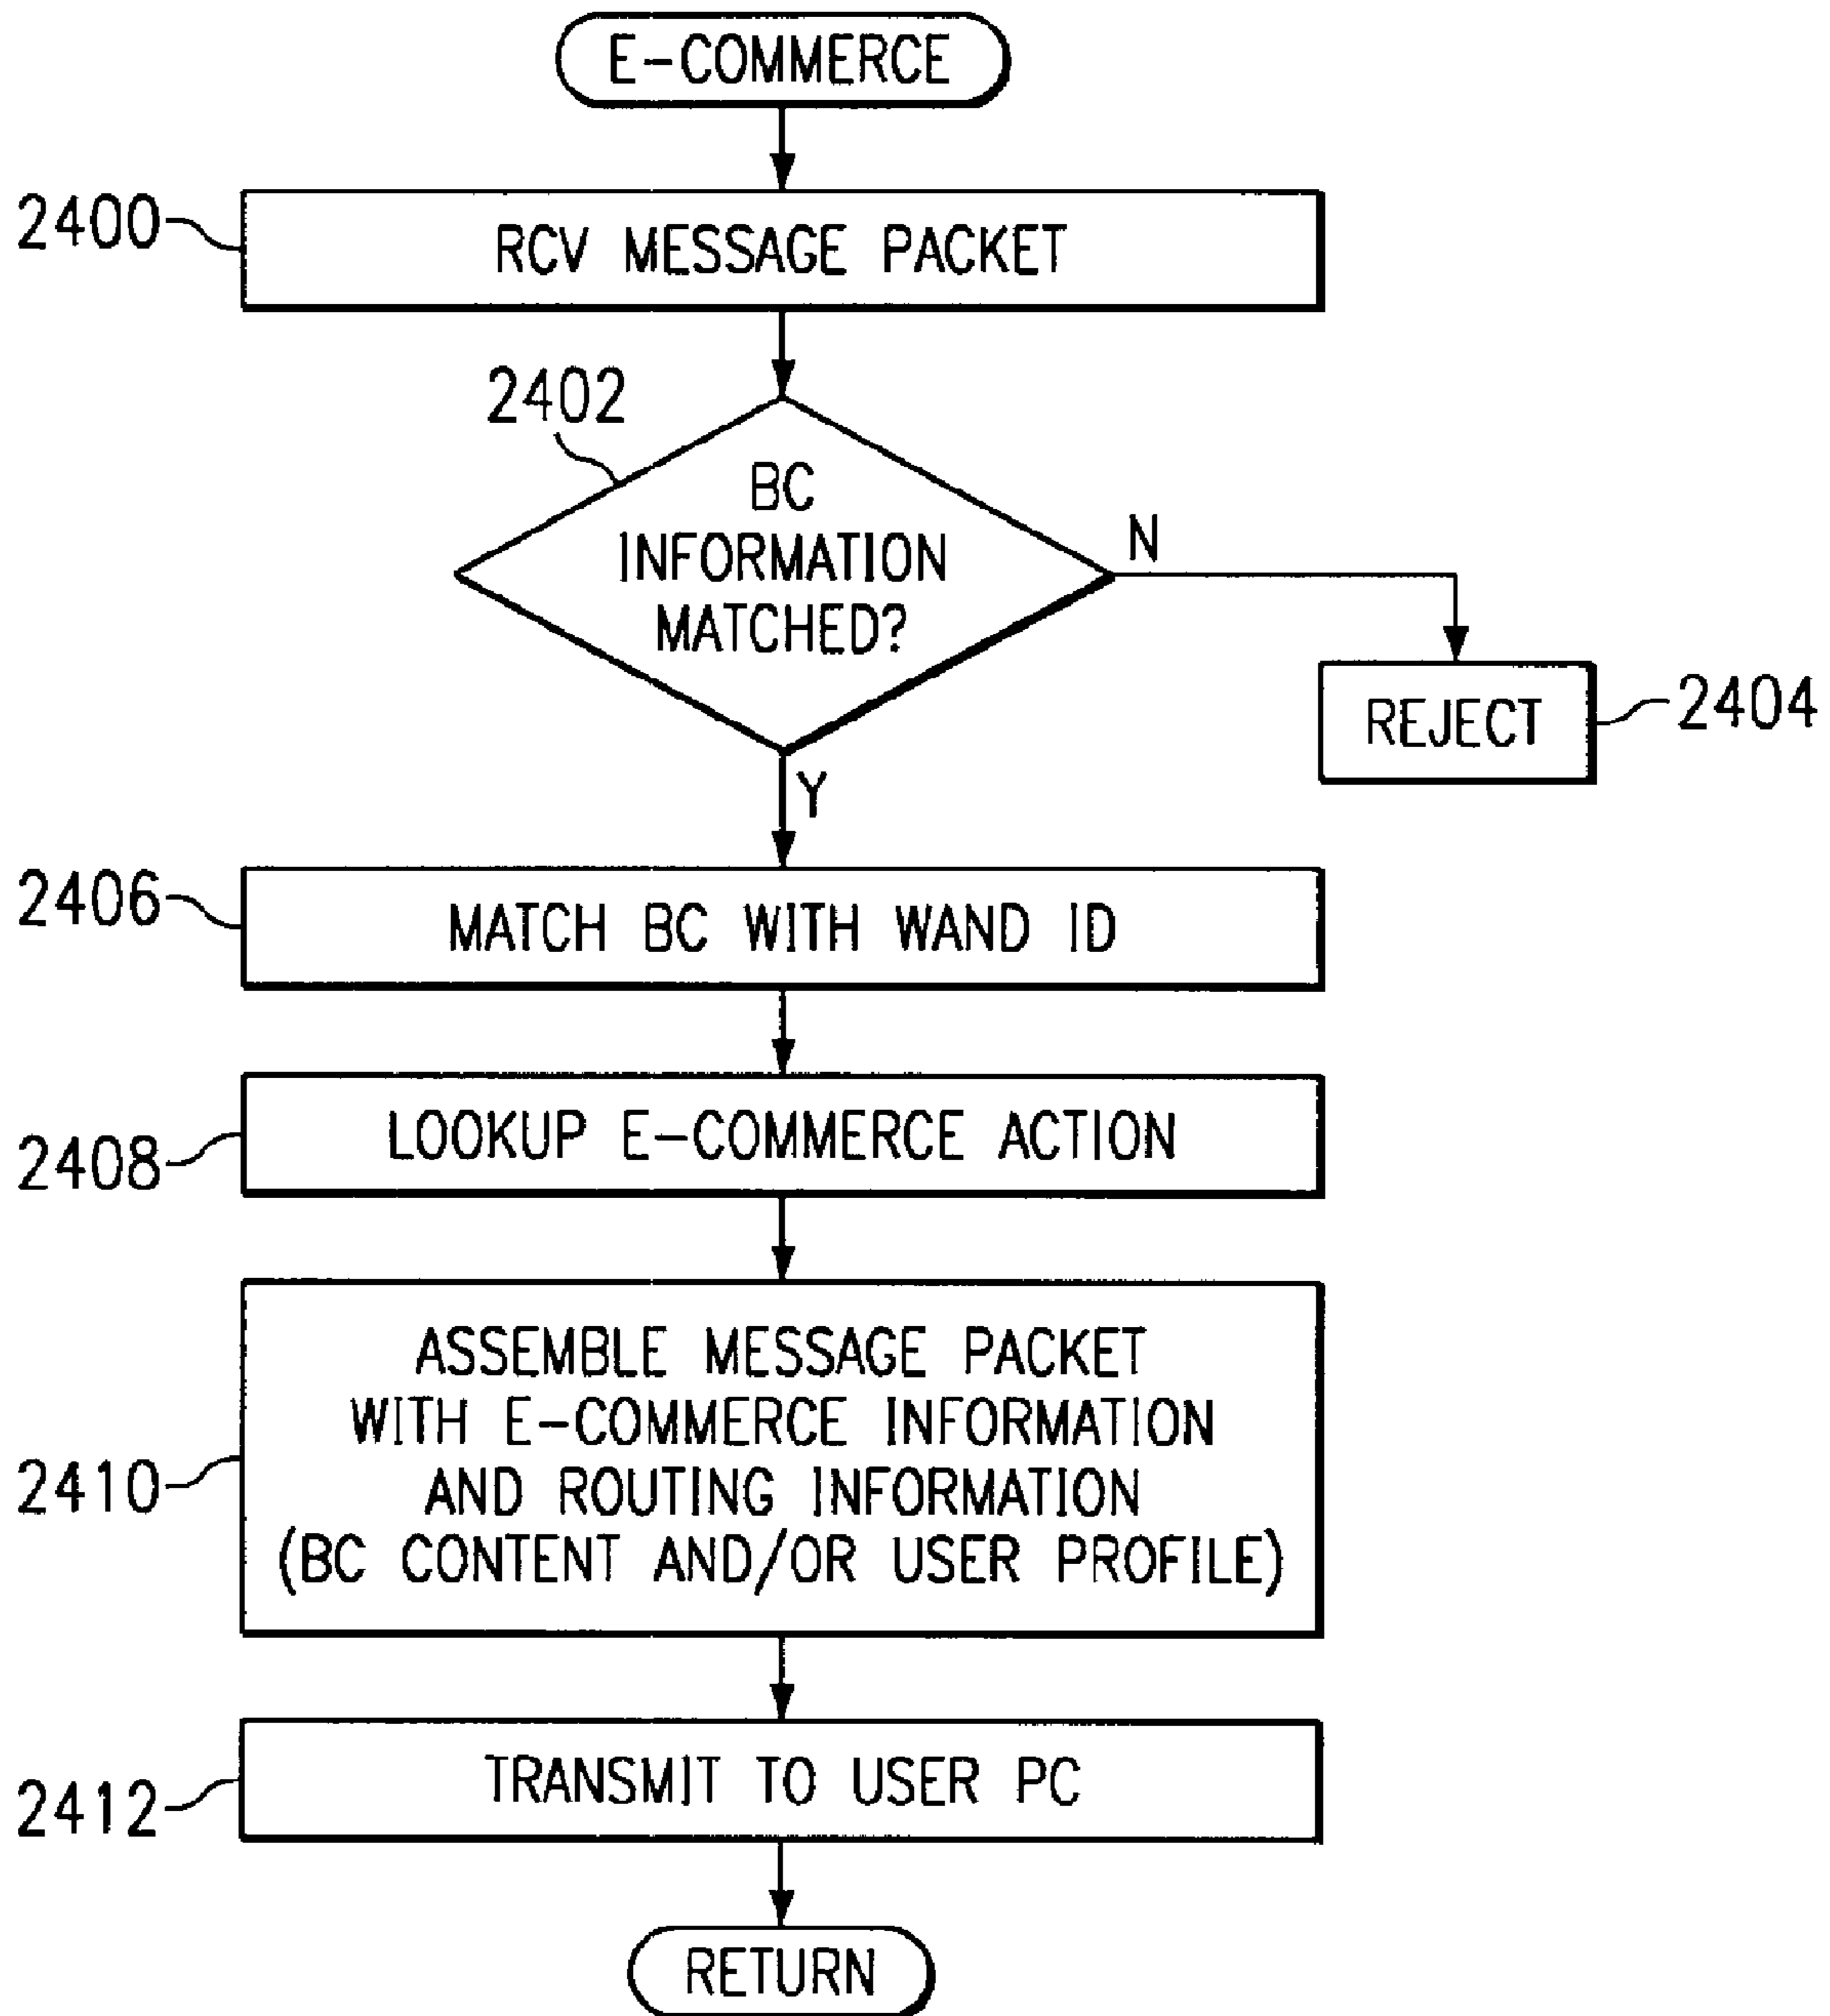 E-COMMERCE
2400
RCV MESSAGE PACKET
2402
BC
INFORMATION
MATCHED?
N
REJECT
2404
Y
2406
MATCH BC WITH WAND ID
2408
LOOKUP E-COMMERCE ACTION
2410
ASSEMBLE MESSAGE PACKET
WITH E-COMMERCE INFORMATION
AND ROUTING INFORMATION
(BC CONTENT AND/OR USER PROFILE)
2412
TRANSMIT TO USER PC
RETURN